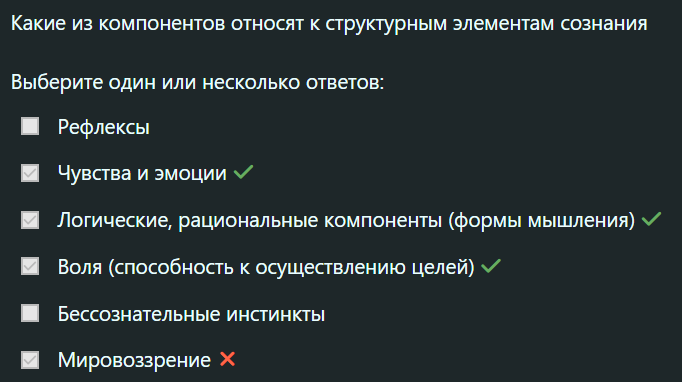 Какие из компонентов относят к структурным элементам сознания
Выберите один или несколько ответов:
Рефлексы
Чувства и эмоции
Логические, рациональные компоненты (формы мышления)
Воля (способность к осуществлению целей)
Бессознательные инстинкты
Мировоззрение